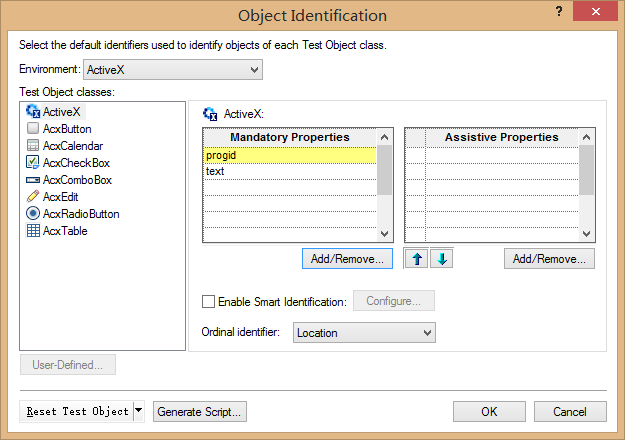 Object Identification
?
Select the default identifiers used to identify objects of each Test Object class.
Environment: ActiveX
Test Object classes:
ActiveX
AcxButton
AcxCalendar
AcxCheckBox
AcxComboBox
AcxEdit
AcxRadioButton
AcxTable
User-Defined...
ActiveX:
Mandatory Properties
progid
text
Add/Remove...
Assistive Properties
Add/Remove...
Enable Smart Identification: Configure...
Ordinal identifier: Location
Reset Test Object Generate Script... OK Cancel